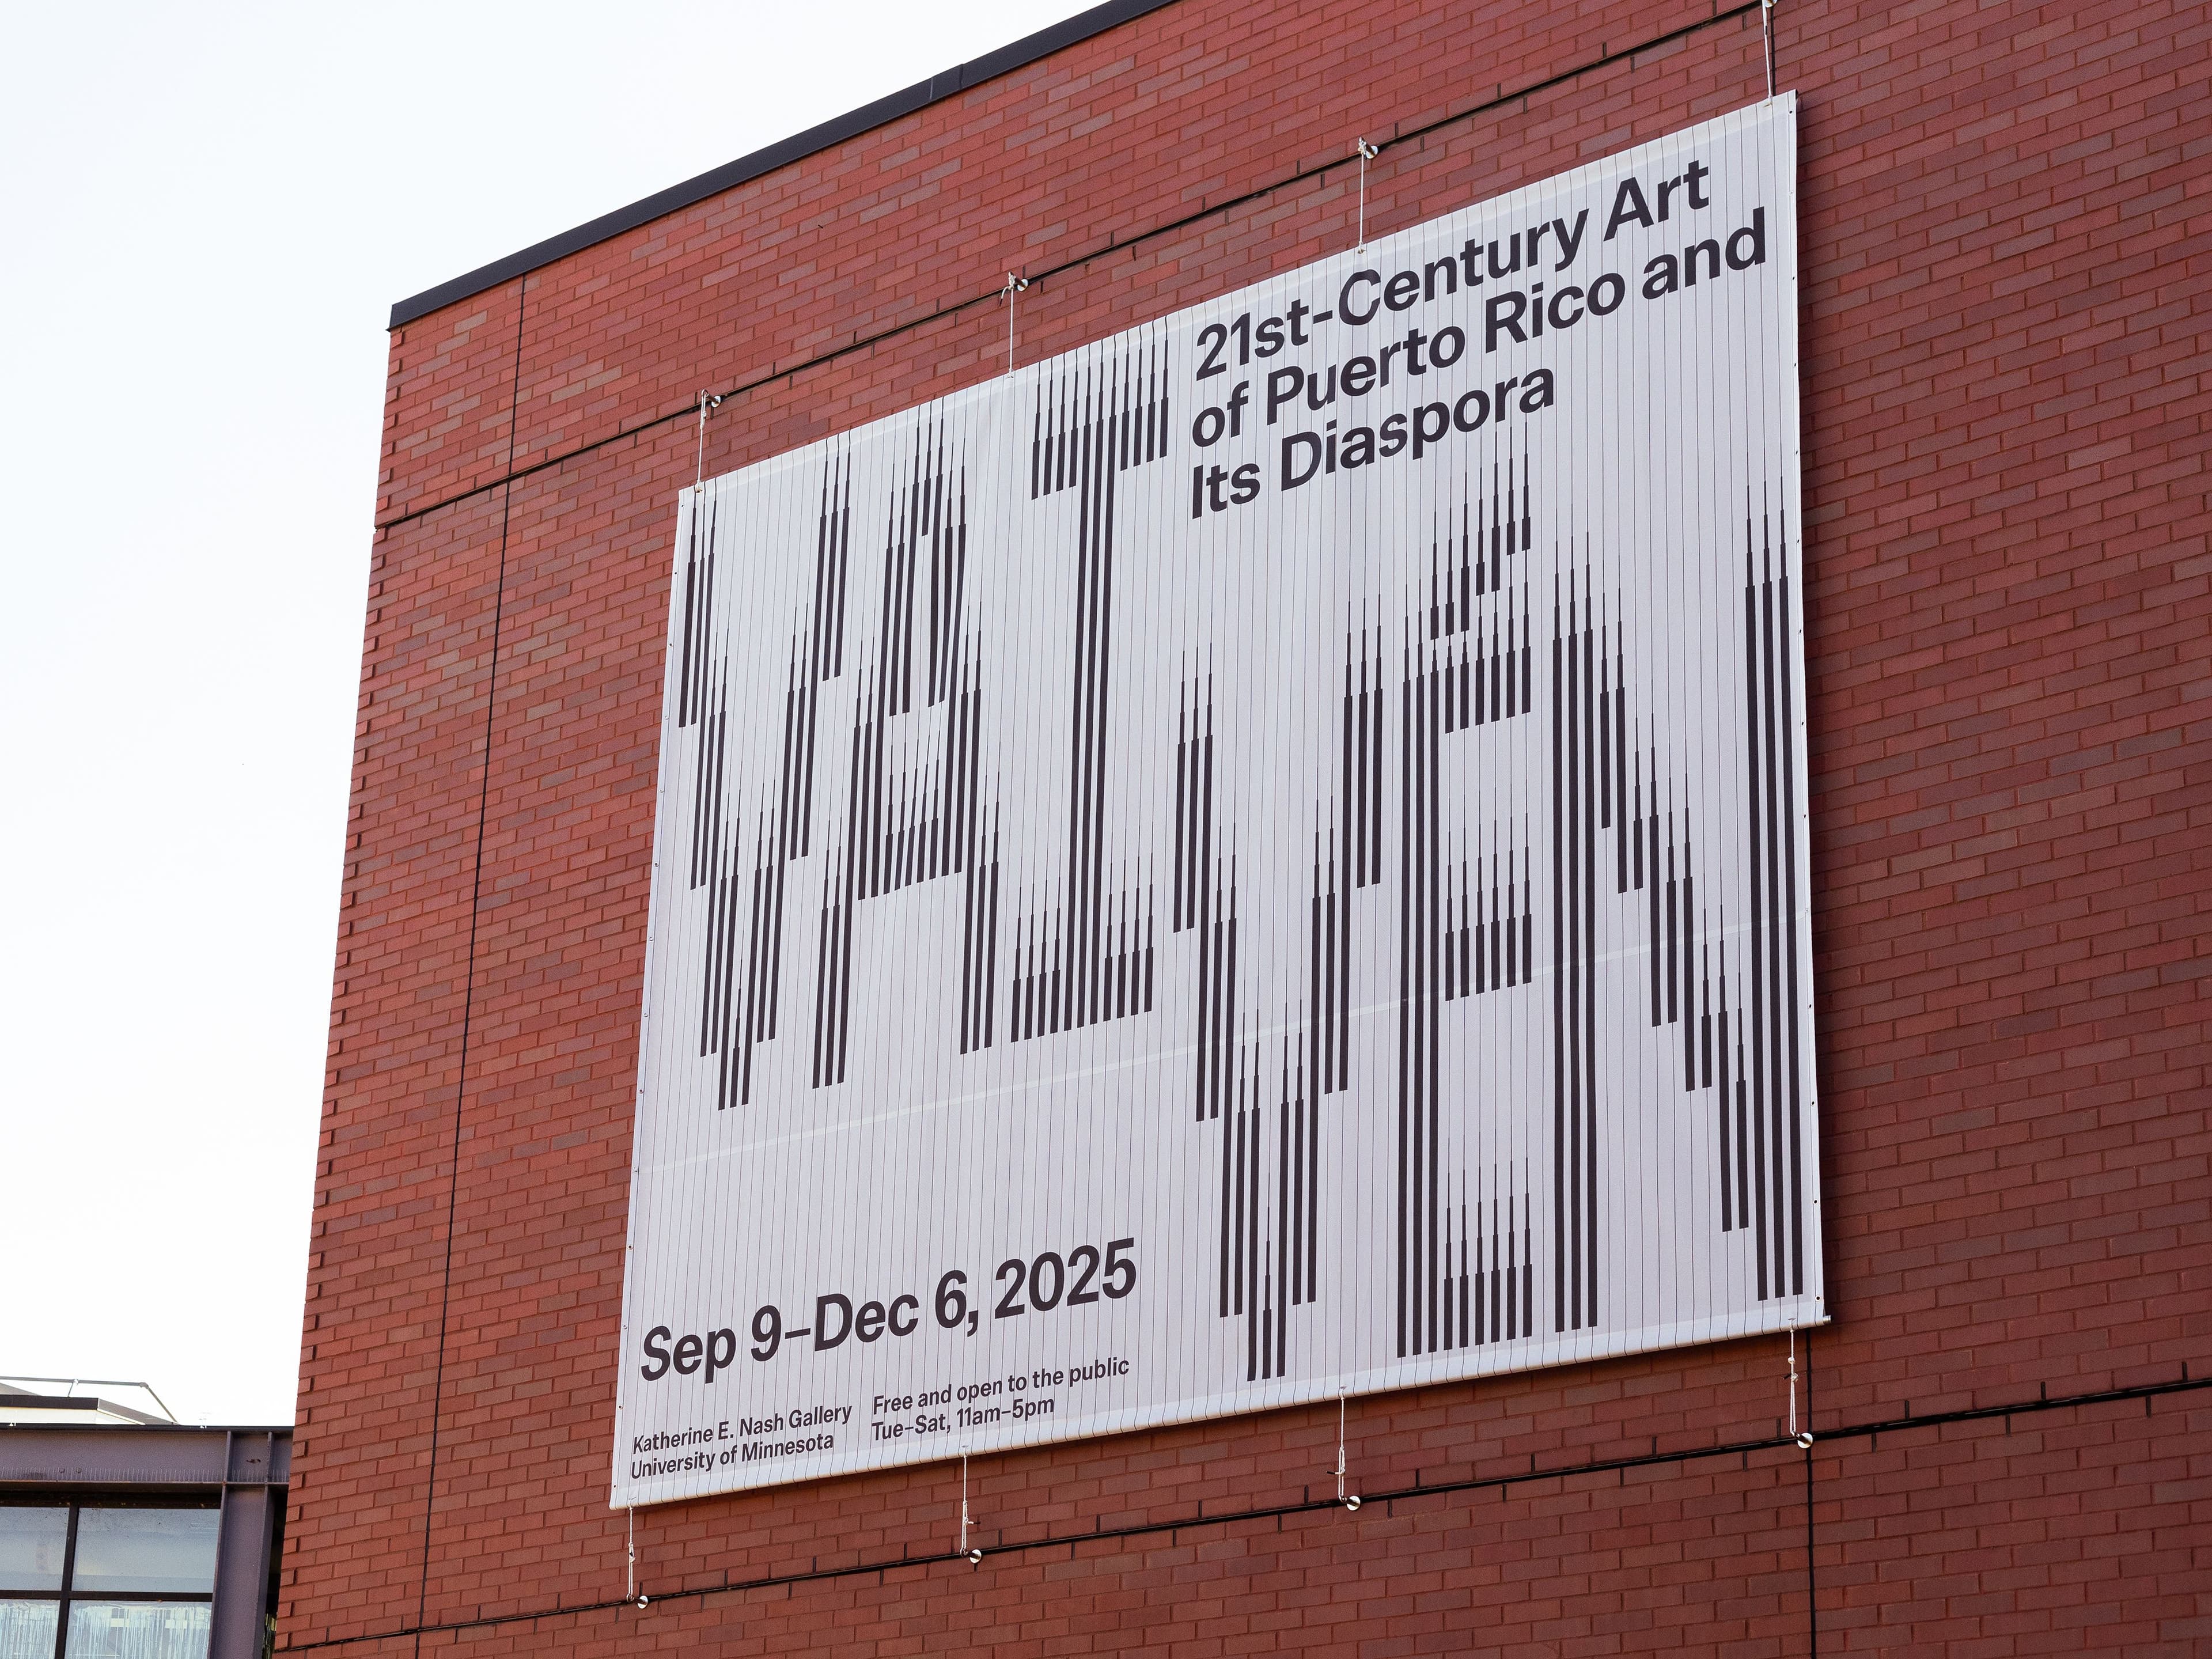 VAIVÉN
21st-Century Art
of Puerto Rico and
Its Diaspora
Sep 9–Dec 6, 2025
Katherine E. Nash Gallery
University of Minnesota
Free and open to the public
Tue–Sat, 11am–5pm